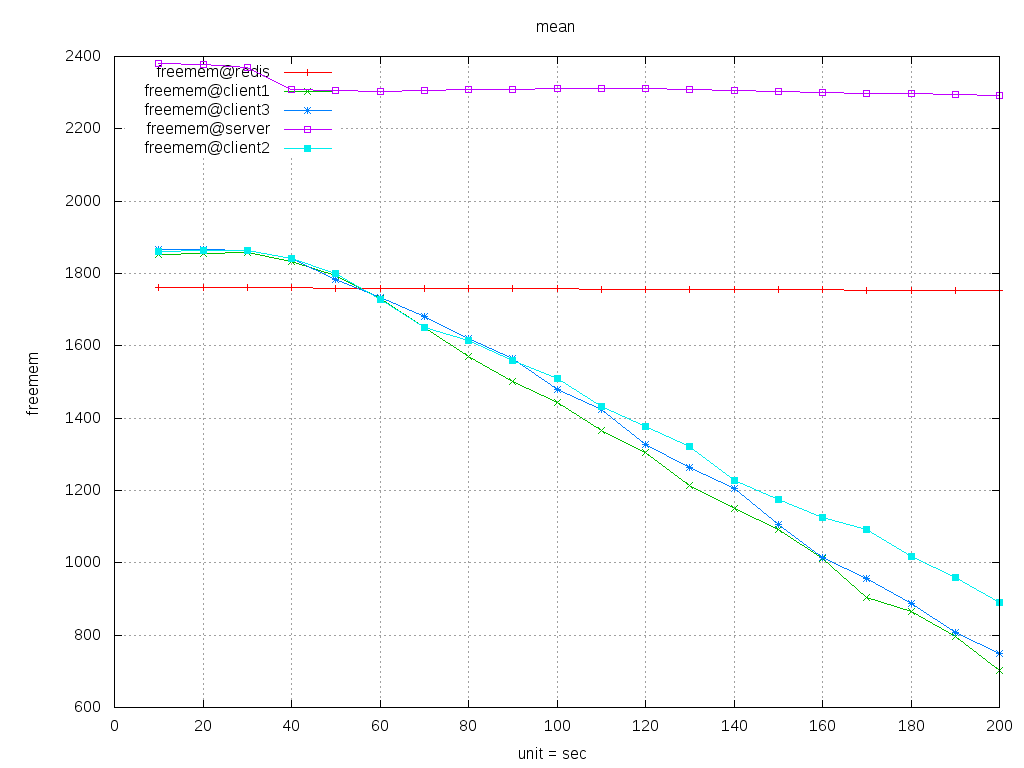 mean
2400
2200
2000
1800
1600
1400
1200
1000
800
600
freemem
freemem@redis
freemem@client1
freemem@client3
freemem@server
freemem@client2
0 20 40 60 80 100 120 140 160 180 200
unit = sec